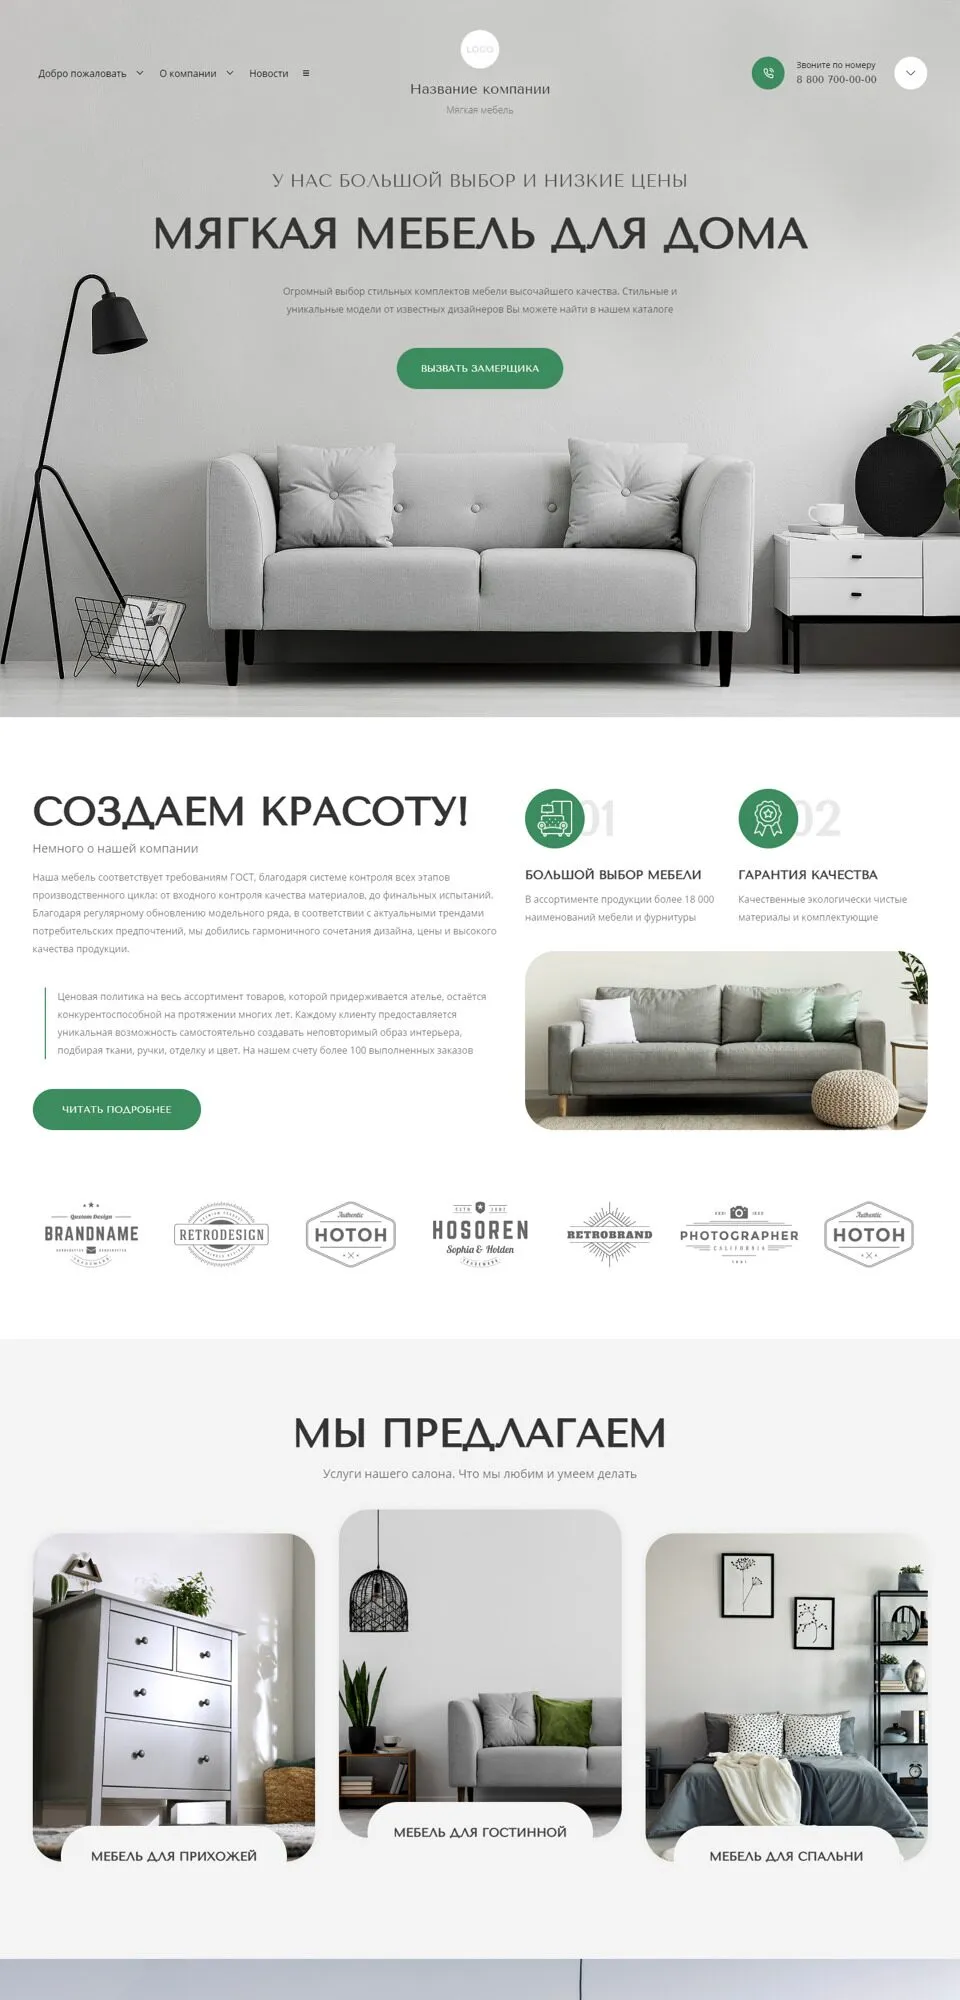 LOGO
Добро пожаловать
О компании
Новости
Название компании
Мягкая мебель
Звоните по номеру
8 800 700-00-00
У НАС БОЛЬШОЙ ВЫБОР И НИЗКИЕ ЦЕНЫ
МЯГКАЯ МЕБЕЛЬ ДЛЯ ДОМА
Огромный выбор стильных комплектов мебели высочайшего качества. Стильные и
уникальные модели от известных дизайнеров Вы можете найти в нашем каталоге
ВЫЗВАТЬ ЗАМЕРЩИКА
СОЗДАЕМ КРАСОТУ!
Немного о нашей компании
Наша мебель соответствует требованиям ГОСТ, благодаря системе контроля всех этапов
производственного цикла: от входного контроля качества материалов, до финальных испытаний.
Благодаря регулярному обновлению модельного ряда, в соответствии с актуальными трендами
потребительских предпочтений, мы добились гармоничного сочетания дизайна, цены и высокого
качества продукции.
Ценовая политика на весь ассортимент товаров, которой придерживается ателье, остаётся
конкурентоспособной на протяжении многих лет. Каждому клиенту предоставляется
уникальная возможность самостоятельно создавать неповторимый образ интерьера,
подбирая ткани, ручки, отделку и цвет. На нашем счету более 100 выполненных заказов
ЧИТАТЬ ПОДРОБНЕЕ
01
БОЛЬШОЙ ВЫБОР МЕБЕЛИ
В ассортименте продукции более 18 000
наименований мебели и фурнитуры
02
ГАРАНТИЯ КАЧЕСТВА
Качественные экологически чистые
материалы и комплектующие
Custom Design
BRANDNAME
TRADEMARK
RETRODESIGN
Authentic
HOTOH
HOSOREN
Sophia & Holden
TRADEMARK
RETROBRAND
PHOTOGRAPHER
CALIFORNIA
Authentic
HOTOH
МЫ ПРЕДЛАГАЕМ
Услуги нашего салона. Что мы любим и умеем делать
МЕБЕЛЬ ДЛЯ ПРИХОЖЕЙ
МЕБЕЛЬ ДЛЯ ГОСТИННОЙ
МЕБЕЛЬ ДЛЯ СПАЛЬНИ